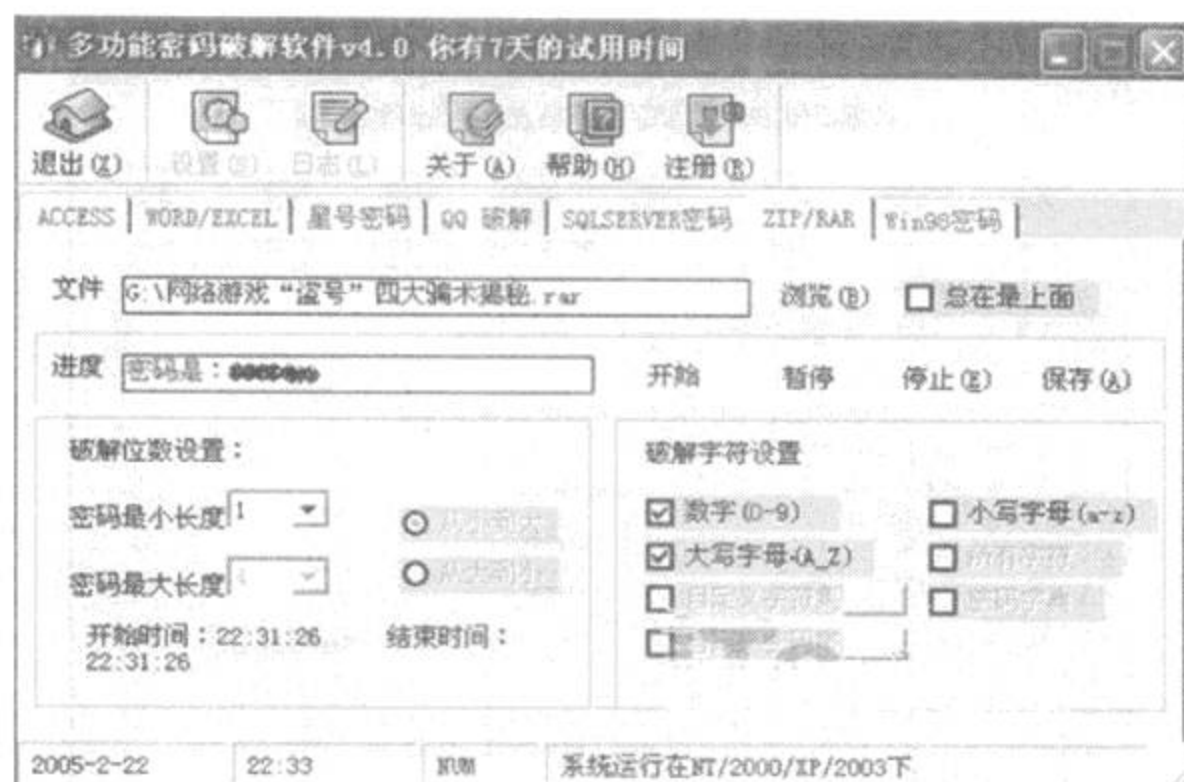 多功能密码破解软件v4.0 你有7天的试用时间
退出(X) 设置(S) 日志(L) 关于(A) 帮助(H) 注册(R)
ACCESS WORD/EXCEL 星号密码 QQ 破解 SQLSERVER密码 ZIP/RAR Win98密码
文件 G:\网络游戏“盗号”四大骗术揭秘.rar 浏览(B) 总在最上面
进度 密码是: 开始 暂停 停止(E) 保存(A)
破解位数设置:
密码最小长度 1 从小到大
密码最大长度 从大到小
开始时间:22:31:26 结束时间:
22:31:26
破解字符设置
数字(0-9) 小写字母(a-z)
大写字母(A_Z)
2005-2-22 22:33 NUM 系统运行在NT/2000/XP/2003下